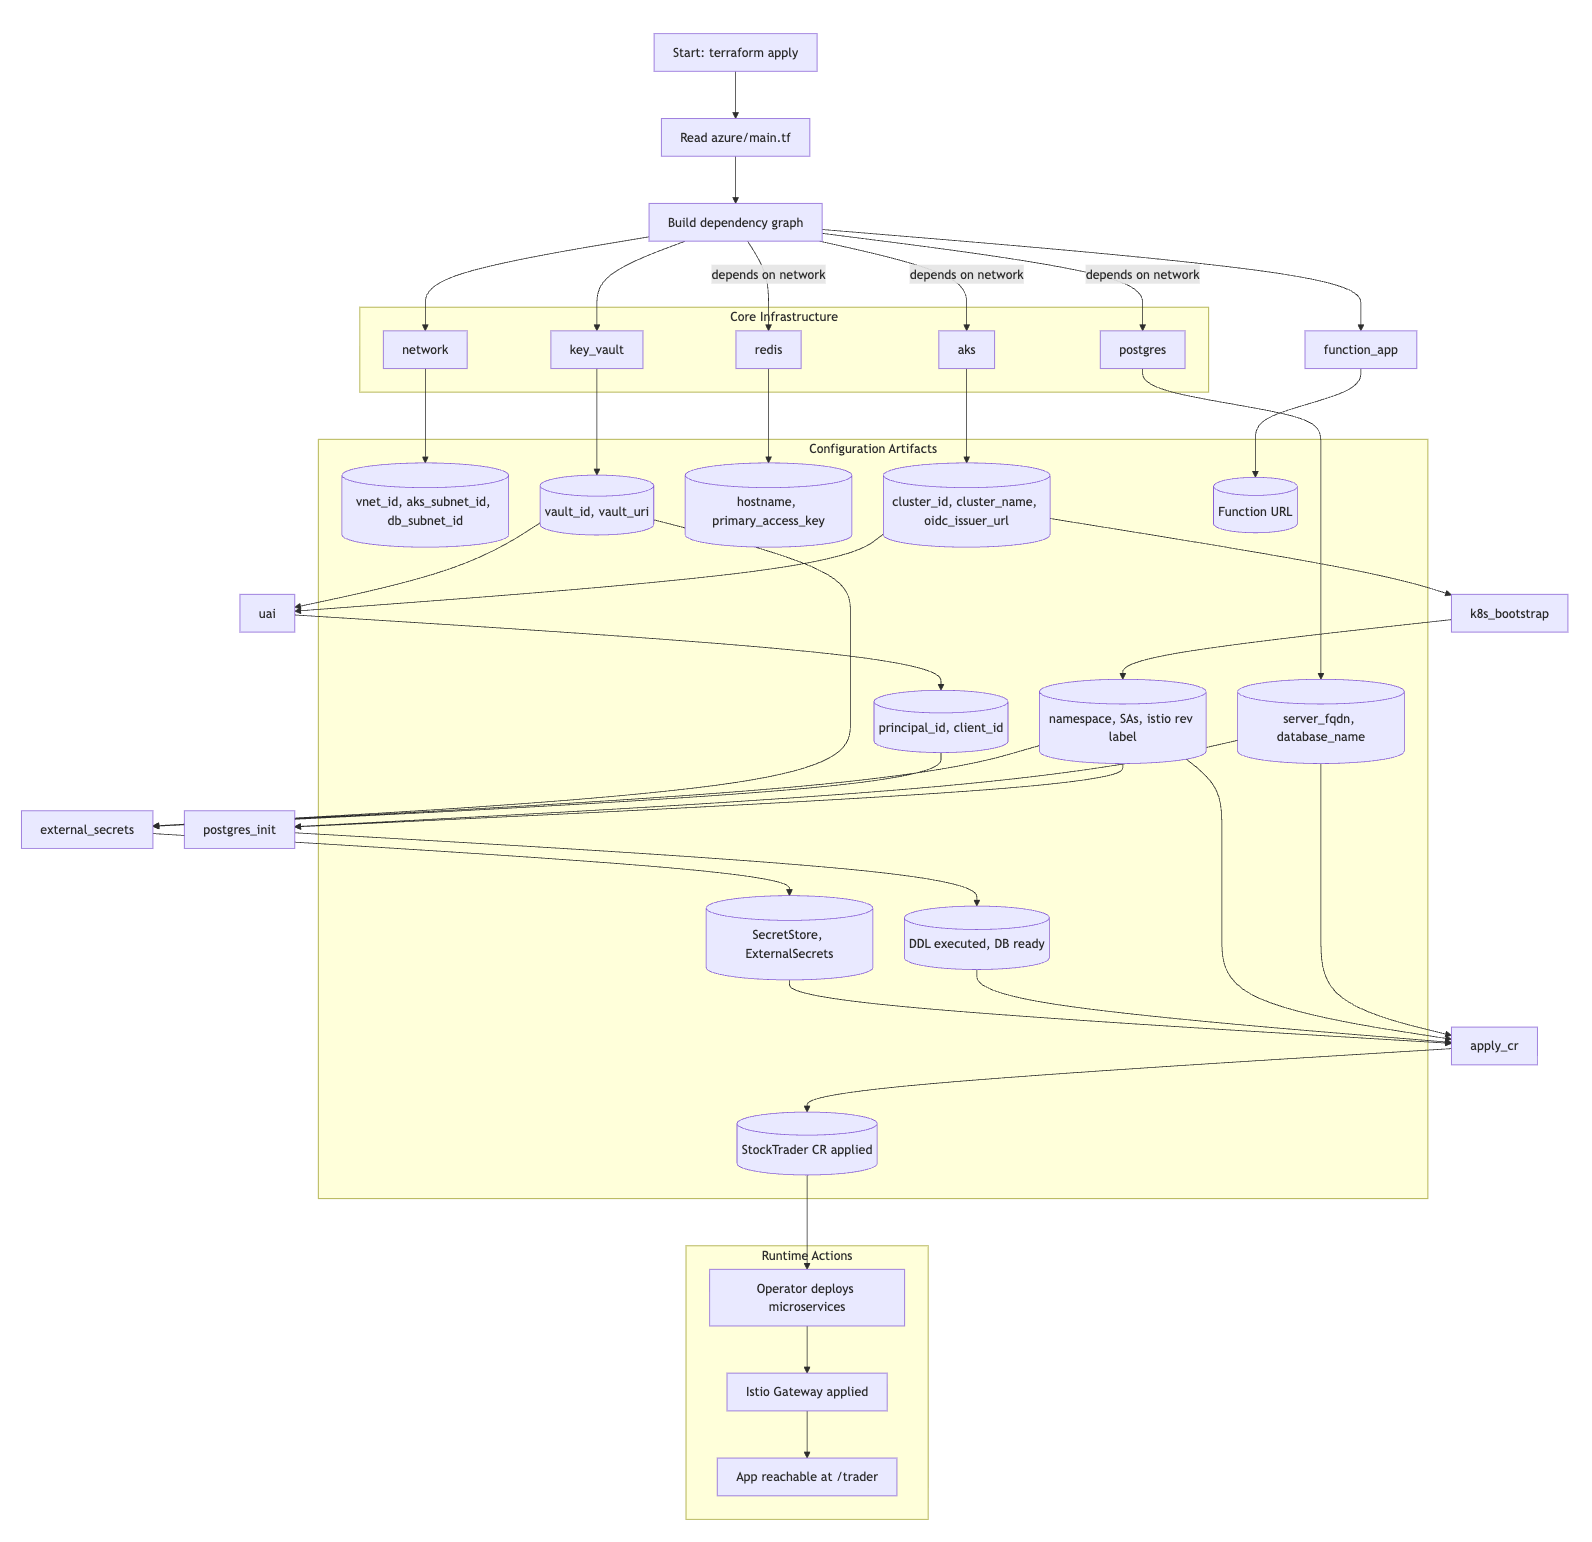 Start: terraform apply
Read azure/main.tf
Build dependency graph
depends on network
depends on network
depends on network
Core Infrastructure
network
key_vault
redis
aks
postgres
function_app
Configuration Artifacts
vnet_id, aks_subnet_id,
db_subnet_id
vault_id, vault_uri
hostname,
primary_access_key
cluster_id, cluster_name,
oidc_issuer_url
Function URL
uai
k8s_bootstrap
principal_id, client_id
namespace, SAs, istio rev
label
server_fqdn,
database_name
external_secrets
postgres_init
SecretStore,
ExternalSecrets
DDL executed, DB ready
apply_cr
StockTrader CR applied
Runtime Actions
Operator deploys
microservices
Istio Gateway applied
App reachable at /trader